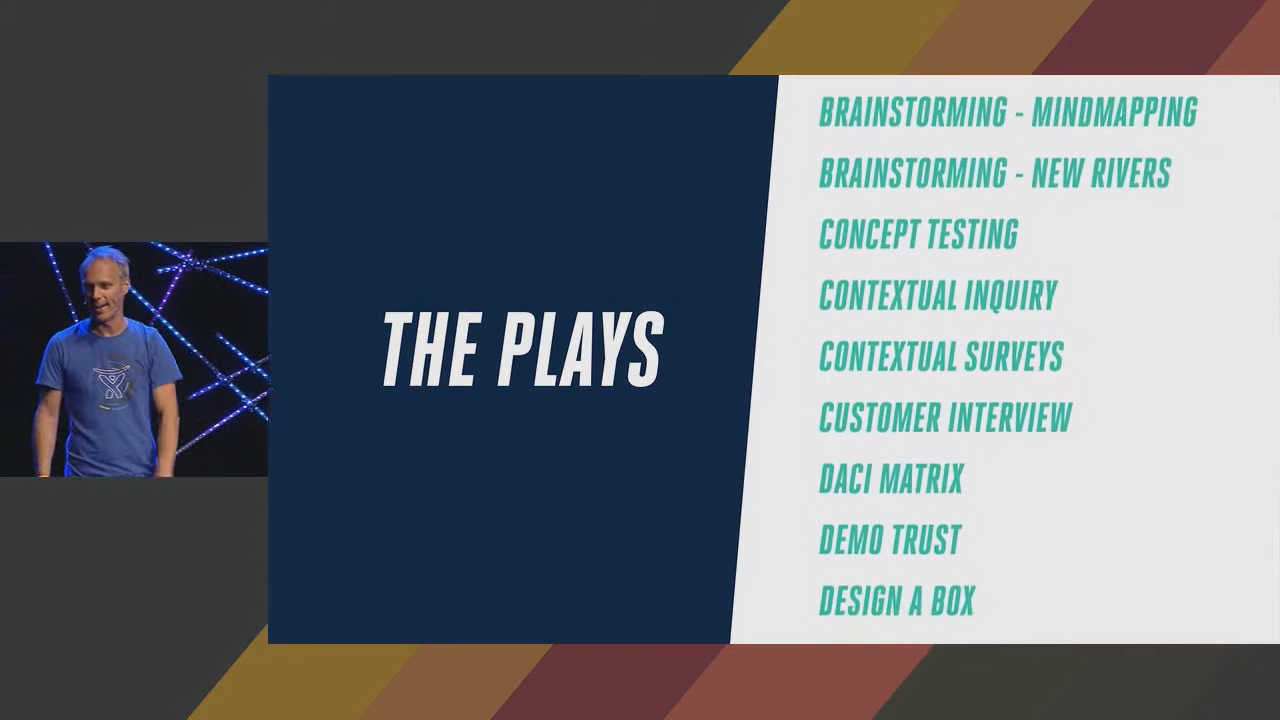 THE PLAYS
BRAINSTORMING - MINDMAPPING
BRAINSTORMING - NEW RIVERS
CONCEPT TESTING
CONTEXTUAL INQUIRY
CONTEXTUAL SURVEYS
CUSTOMER INTERVIEW
DACI MATRIX
DEMO TRUST
DESIGN A BOX